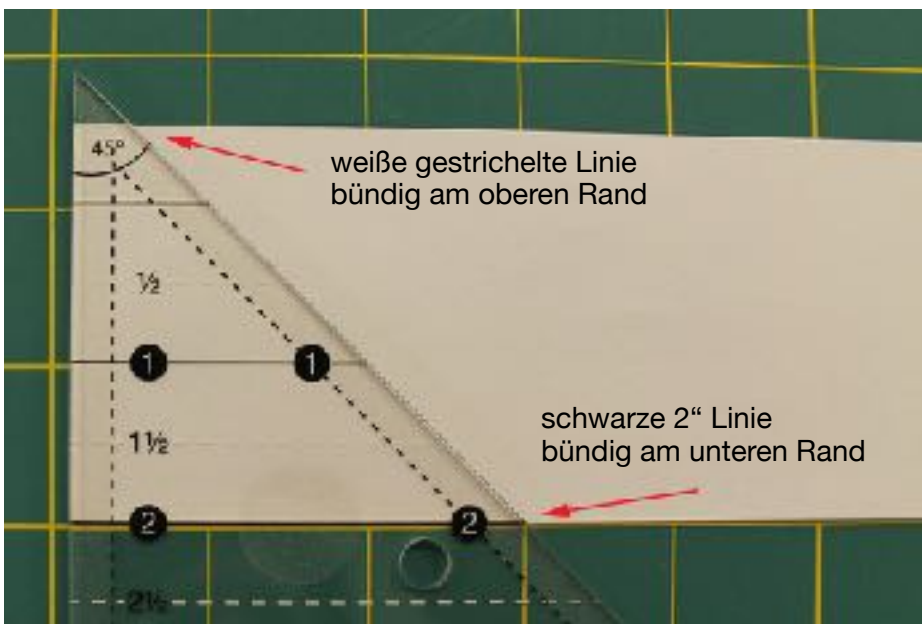 45°
weiße gestrichelte Linie
bündig am oberen Rand
½
1 1
schwarze 2“ Linie
bündig am unteren Rand
1½
2 2
2½